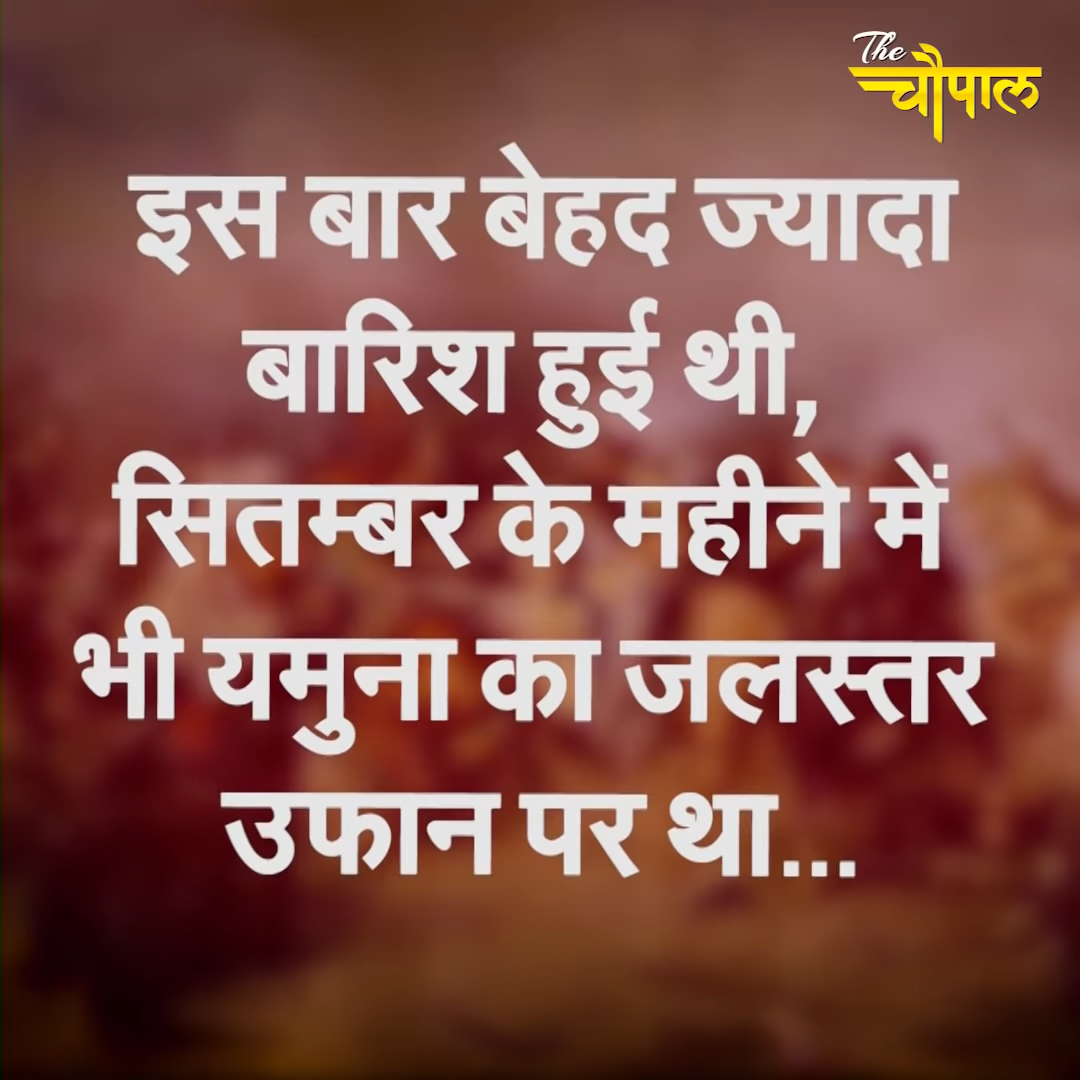 The
चौपाल
इस बार बेहद ज्यादा
बारिश हुई थी,
सितम्बर के महीने में
भी यमुना का जलस्तर
उफान पर था...